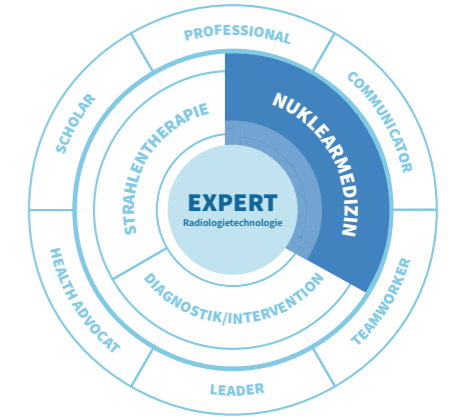 PROFESSIONAL
COMMUNICATOR
TEAMWORKER
LEADER
HEALTH ADVOCAT
SCHOLAR
NUKLEARMEDIZIN
DIAGNOSTIK/INTERVENTION
STRAHLENTHERAPIE
EXPERT
Radiologietechnologie